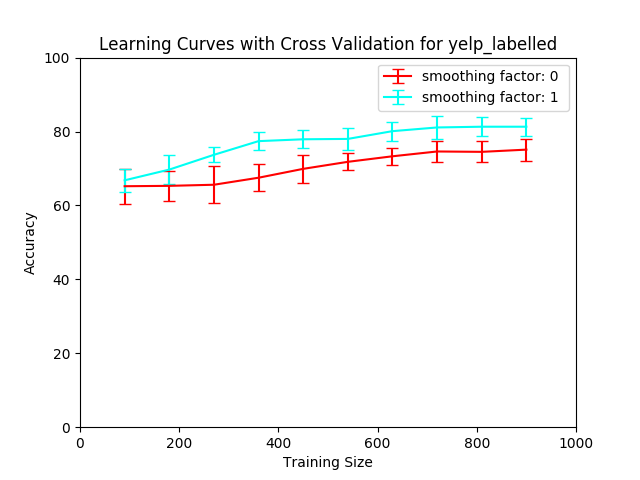 Learning Curves with Cross Validation for yelp_labelled
smoothing factor: 0
smoothing factor: 1
100
80
60
40
20
0
Accuracy
0 200 400 600 800 1000
Training Size